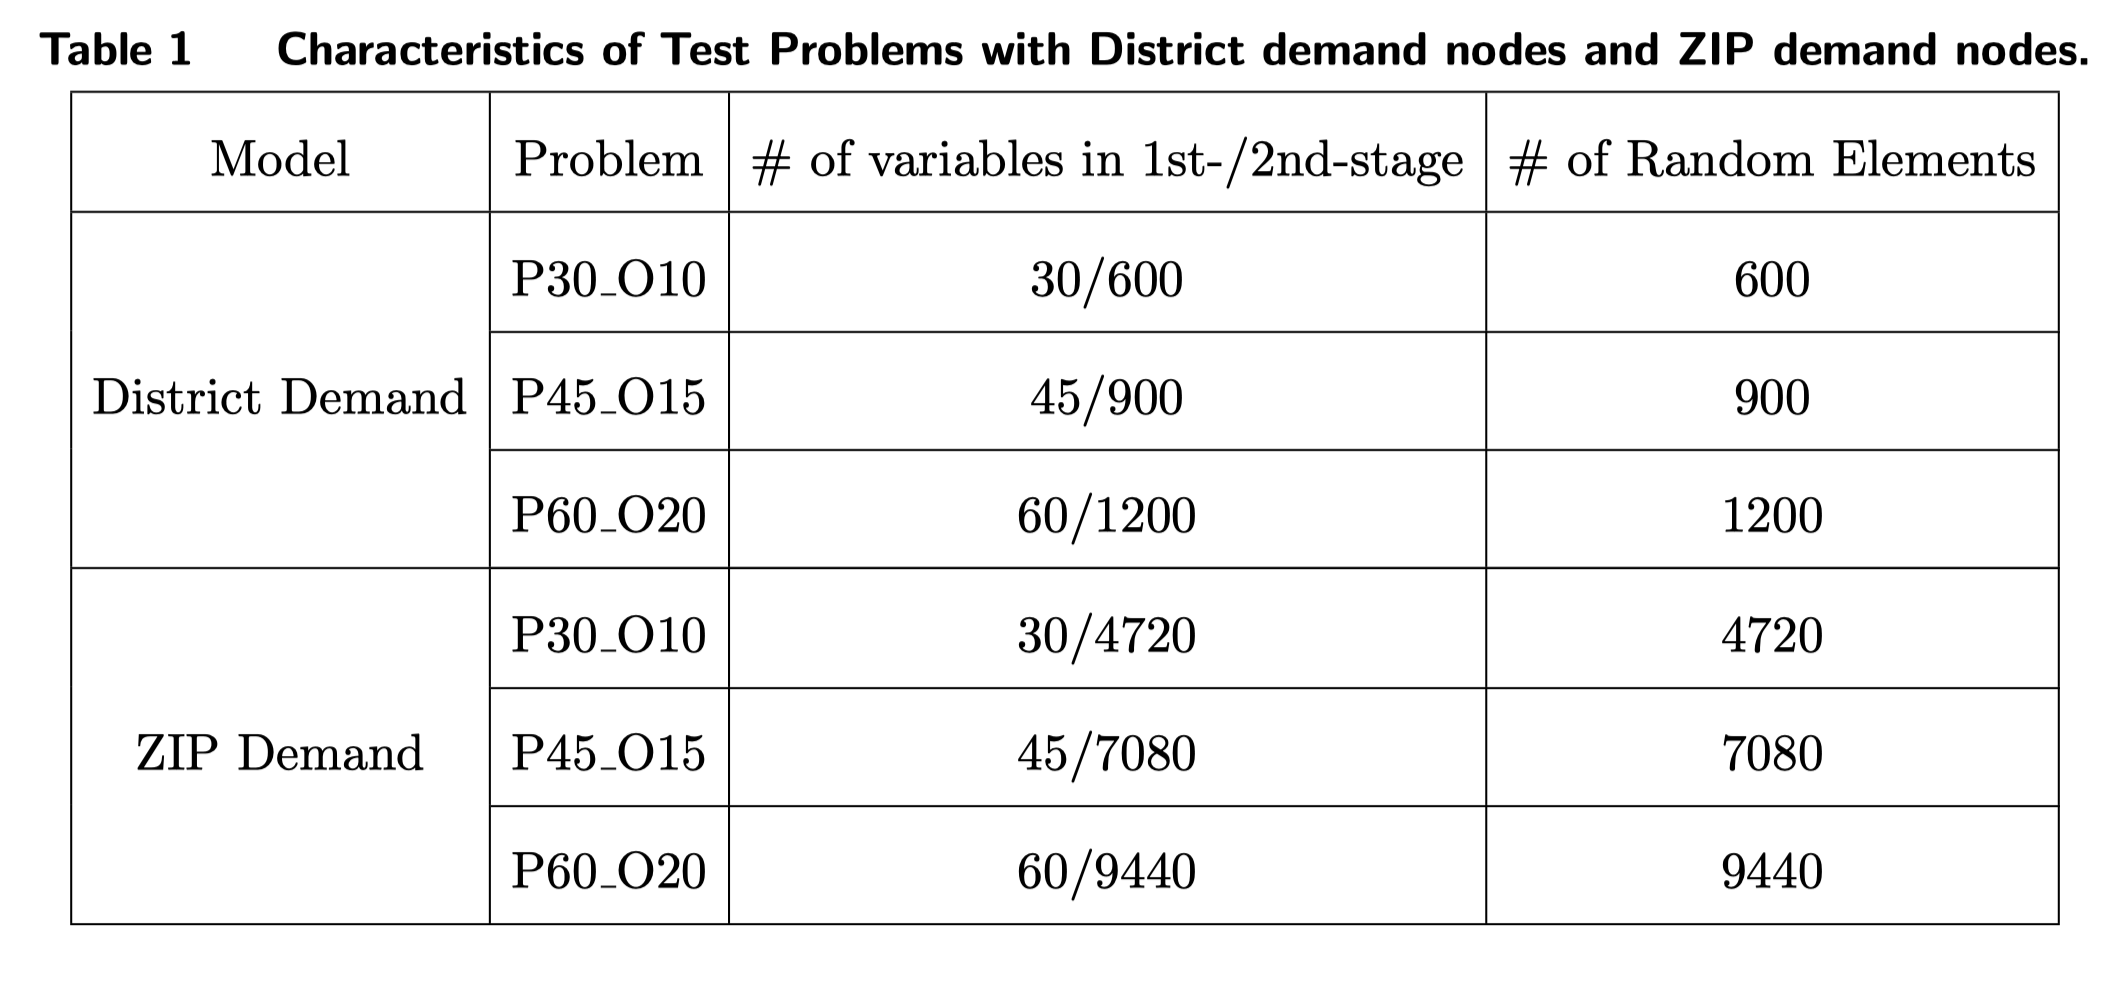 Table 1 Characteristics of Test Problems with District demand nodes and ZIP demand nodes.
Model Problem # of variables in 1st-/2nd-stage # of Random Elements
P30_O10 30/600 600
District Demand P45_O15 45/900 900
P60_O20 60/1200 1200
P30_O10 30/4720 4720
ZIP Demand P45_O15 45/7080 7080
P60_O20 60/9440 9440